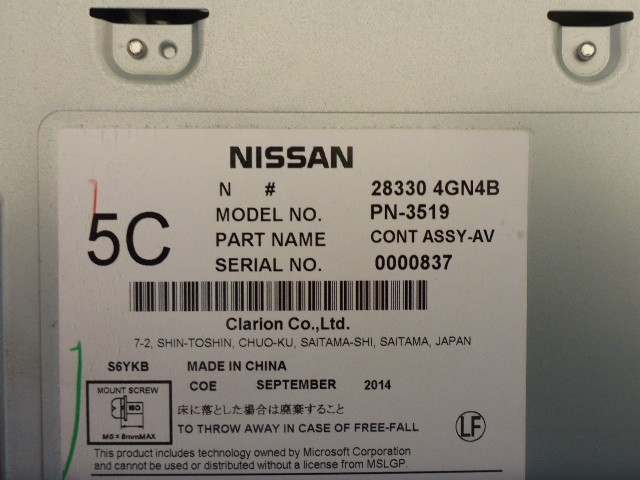 NISSAN
N # 28330 4GN4B
MODEL NO. PN-3519
PART NAME CONT ASSY-AV
SERIAL NO. 0000837
5C
Clarion Co.,Ltd.
7-2, SHIN-TOSHIN, CHUO-KU, SAITAMA-SHI, SAITAMA, JAPAN
S6YKB MADE IN CHINA
COE SEPTEMBER 2014
MOUNT SCREW
ISO
M5 = 8mmMAX
床に落とした場合は廃棄すること
TO THROW AWAY IN CASE OF FREE-FALL
LF
This product includes technology owned by Microsoft Corporation
and cannot be used or distributed without a license from MSLGP.